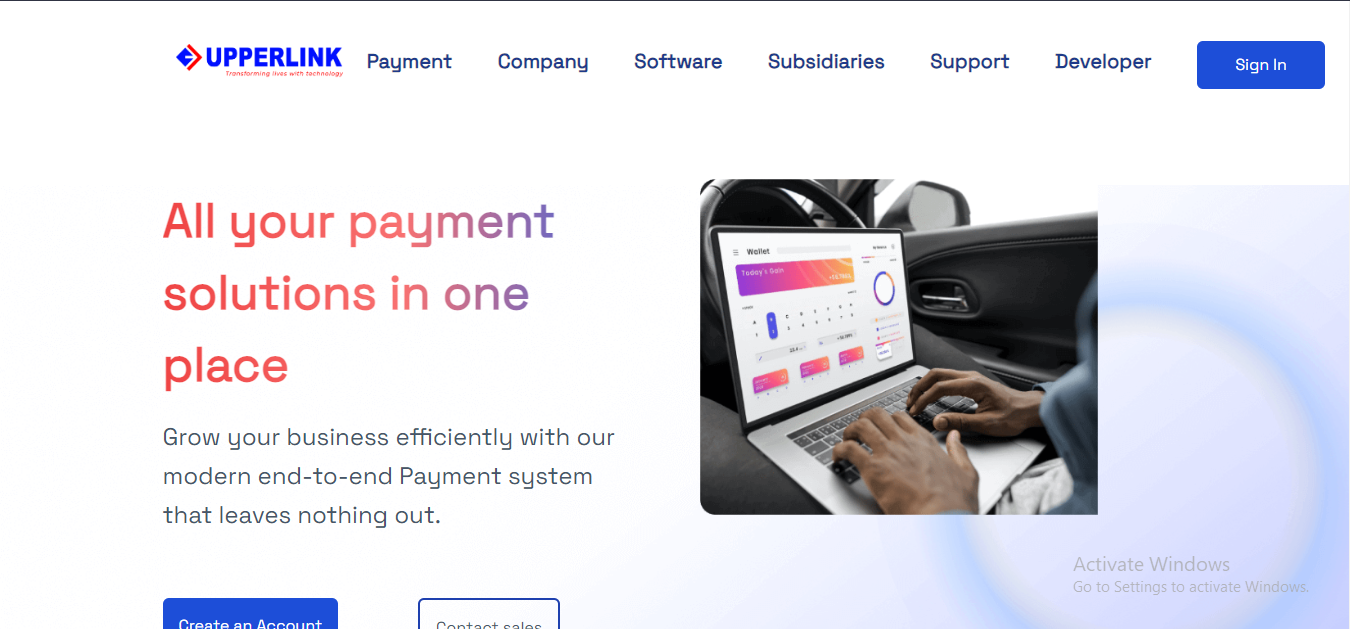 UPPERLINK
Transforming lives with technology
Payment
Company
Software
Subsidiaries
Support
Developer
Sign In
All your payment
solutions in one
place
Grow your business efficiently with our
modern end-to-end Payment system
that leaves nothing out.
Wallet
Today's Gain
Activate Windows
Go to Settings to activate Windows.
Create an Account
Contact sales